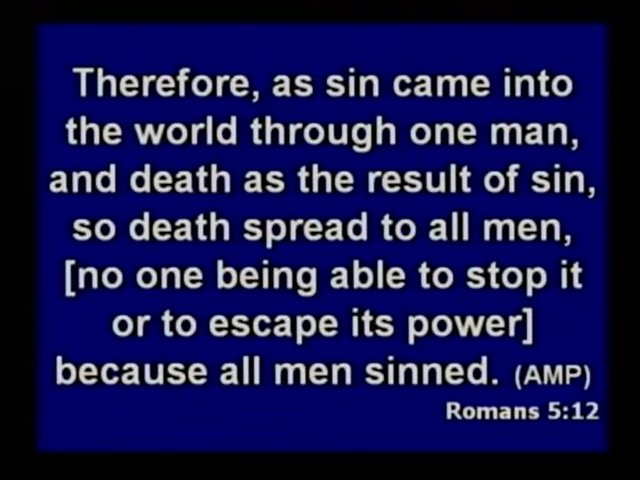 Therefore, as sin came into
the world through one man,
and death as the result of sin,
so death spread to all men,
[no one being able to stop it
or to escape its power]
because all men sinned. (AMP)
Romans 5:12